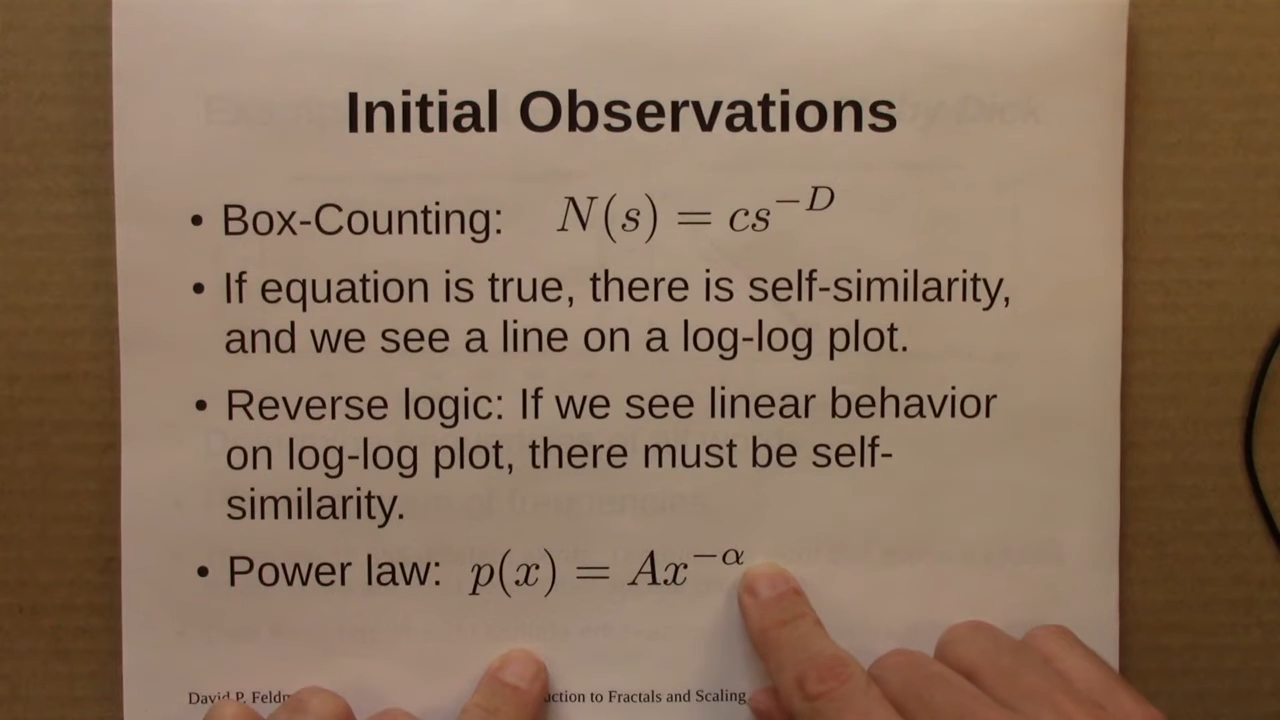 Initial Observations
• Box-Counting: N(s) = cs^{-D}
• If equation is true, there is self-similarity,
and we see a line on a log-log plot.
• Reverse logic: If we see linear behavior
on log-log plot, there must be self-
similarity.
• Power law: p(x) = Ax^{-α}
David P. to Fractals and Scaling